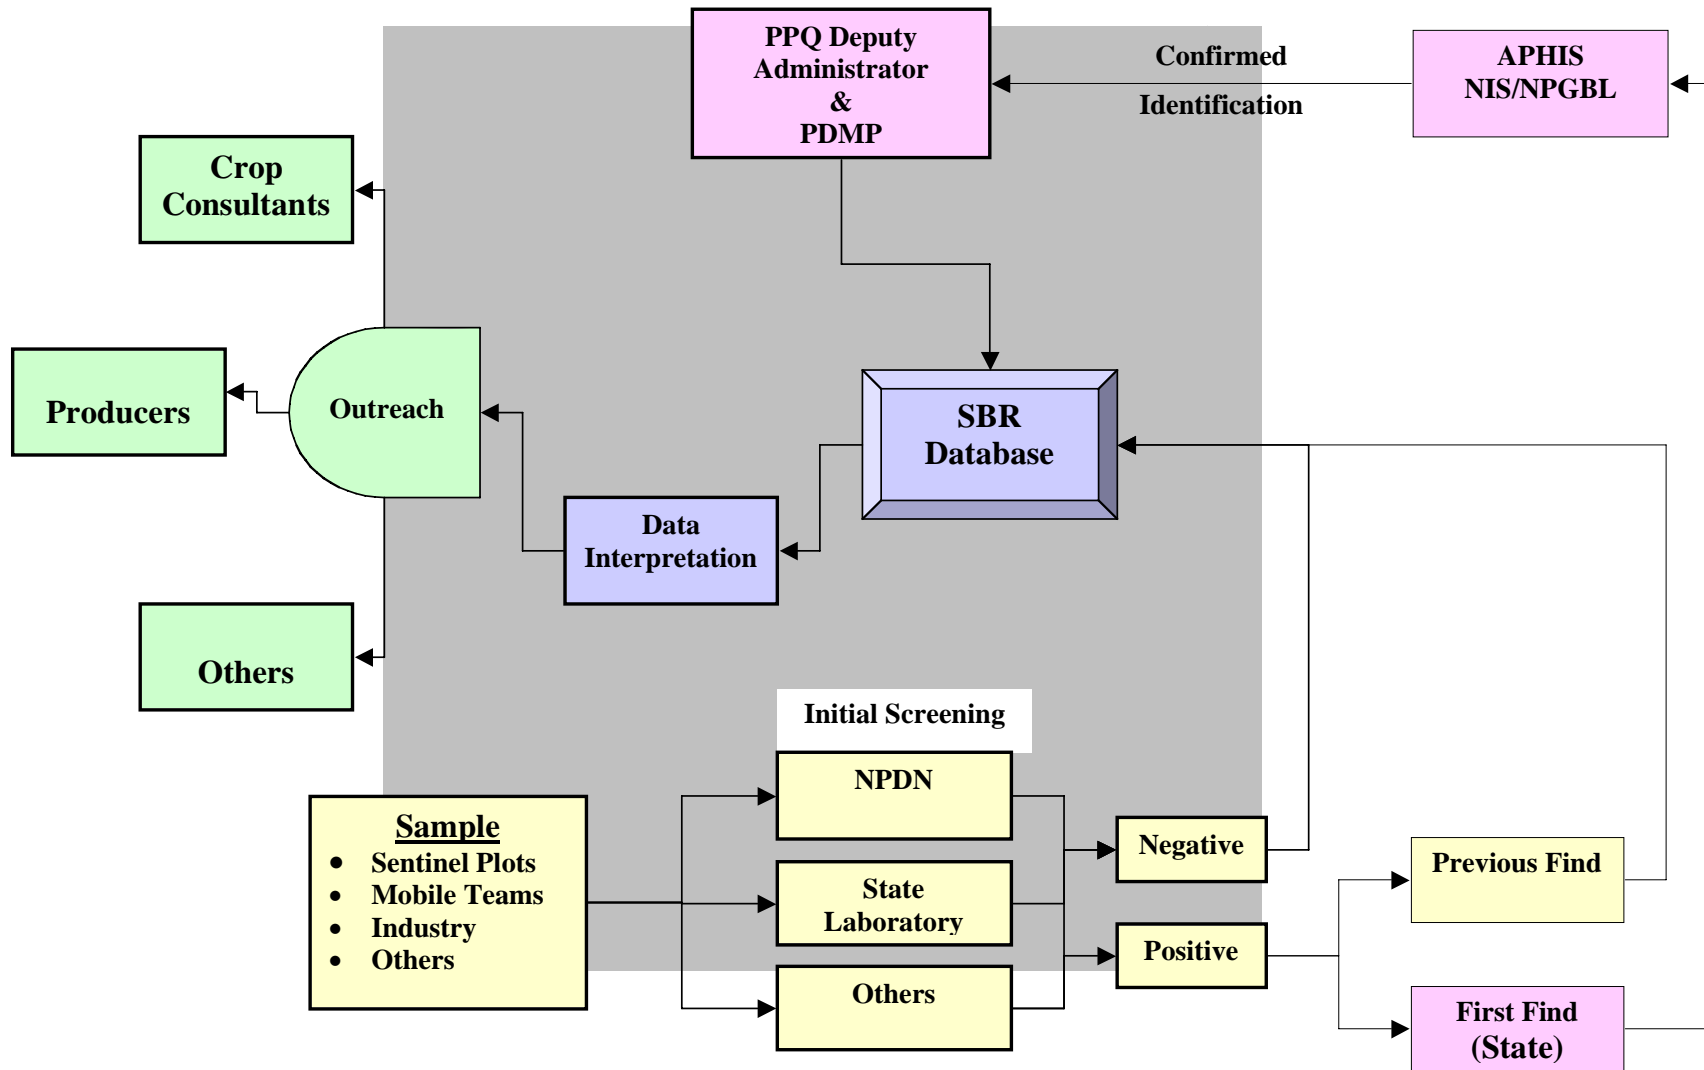 PPQ Deputy
Administrator
&
PDMP
Confirmed
Identification
APHIS
NIS/NPGBL
Crop
Consultants
Producers
Outreach
SBR
Database
Data
Interpretation
Others
Initial Screening
NPDN
Sample
• Sentinel Plots
• Mobile Teams
• Industry
• Others
State
Laboratory
Others
Negative
Positive
Previous Find
First Find
(State)